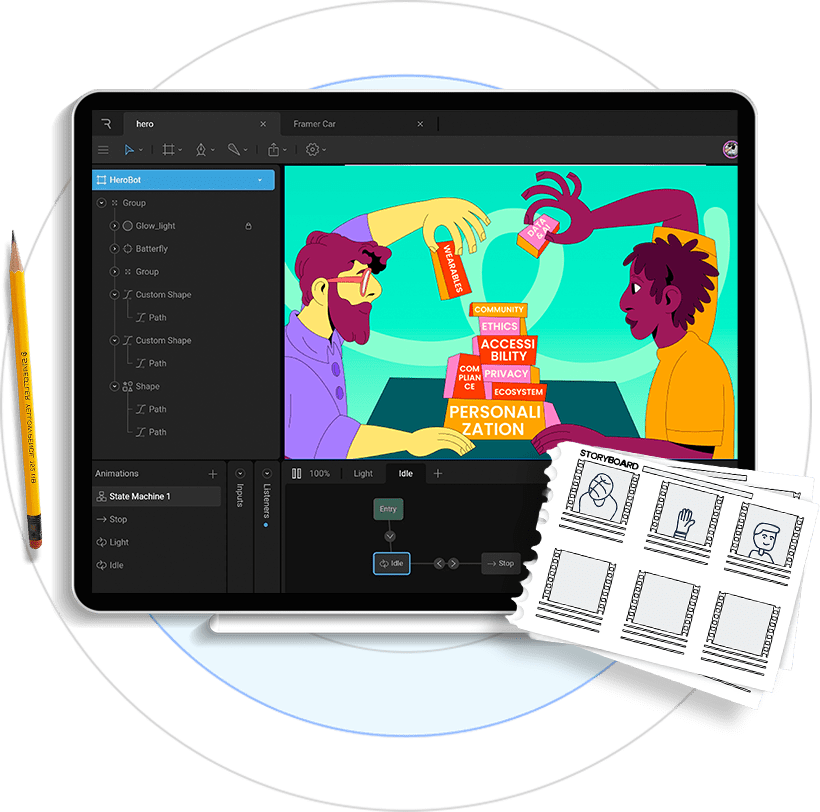 hero
Framer Car
HeroBot
Group
Glow_light
Batterfly
Group
Custom Shape
Path
Custom Shape
Path
Shape
Path
Path
WEARABLES
DATA
& AI
COMMUNITY
ETHICS
ACCESSI
BILITY
COM
PLIAN
CE
PRIVACY
ECOSYSTEM
PERSONALI
ZATION
Animations
State Machine 1
Stop
Light
Idle
Inputs
Listeners
100%
Light
Idle
Entry
Idle
Stop
STORYBOARD